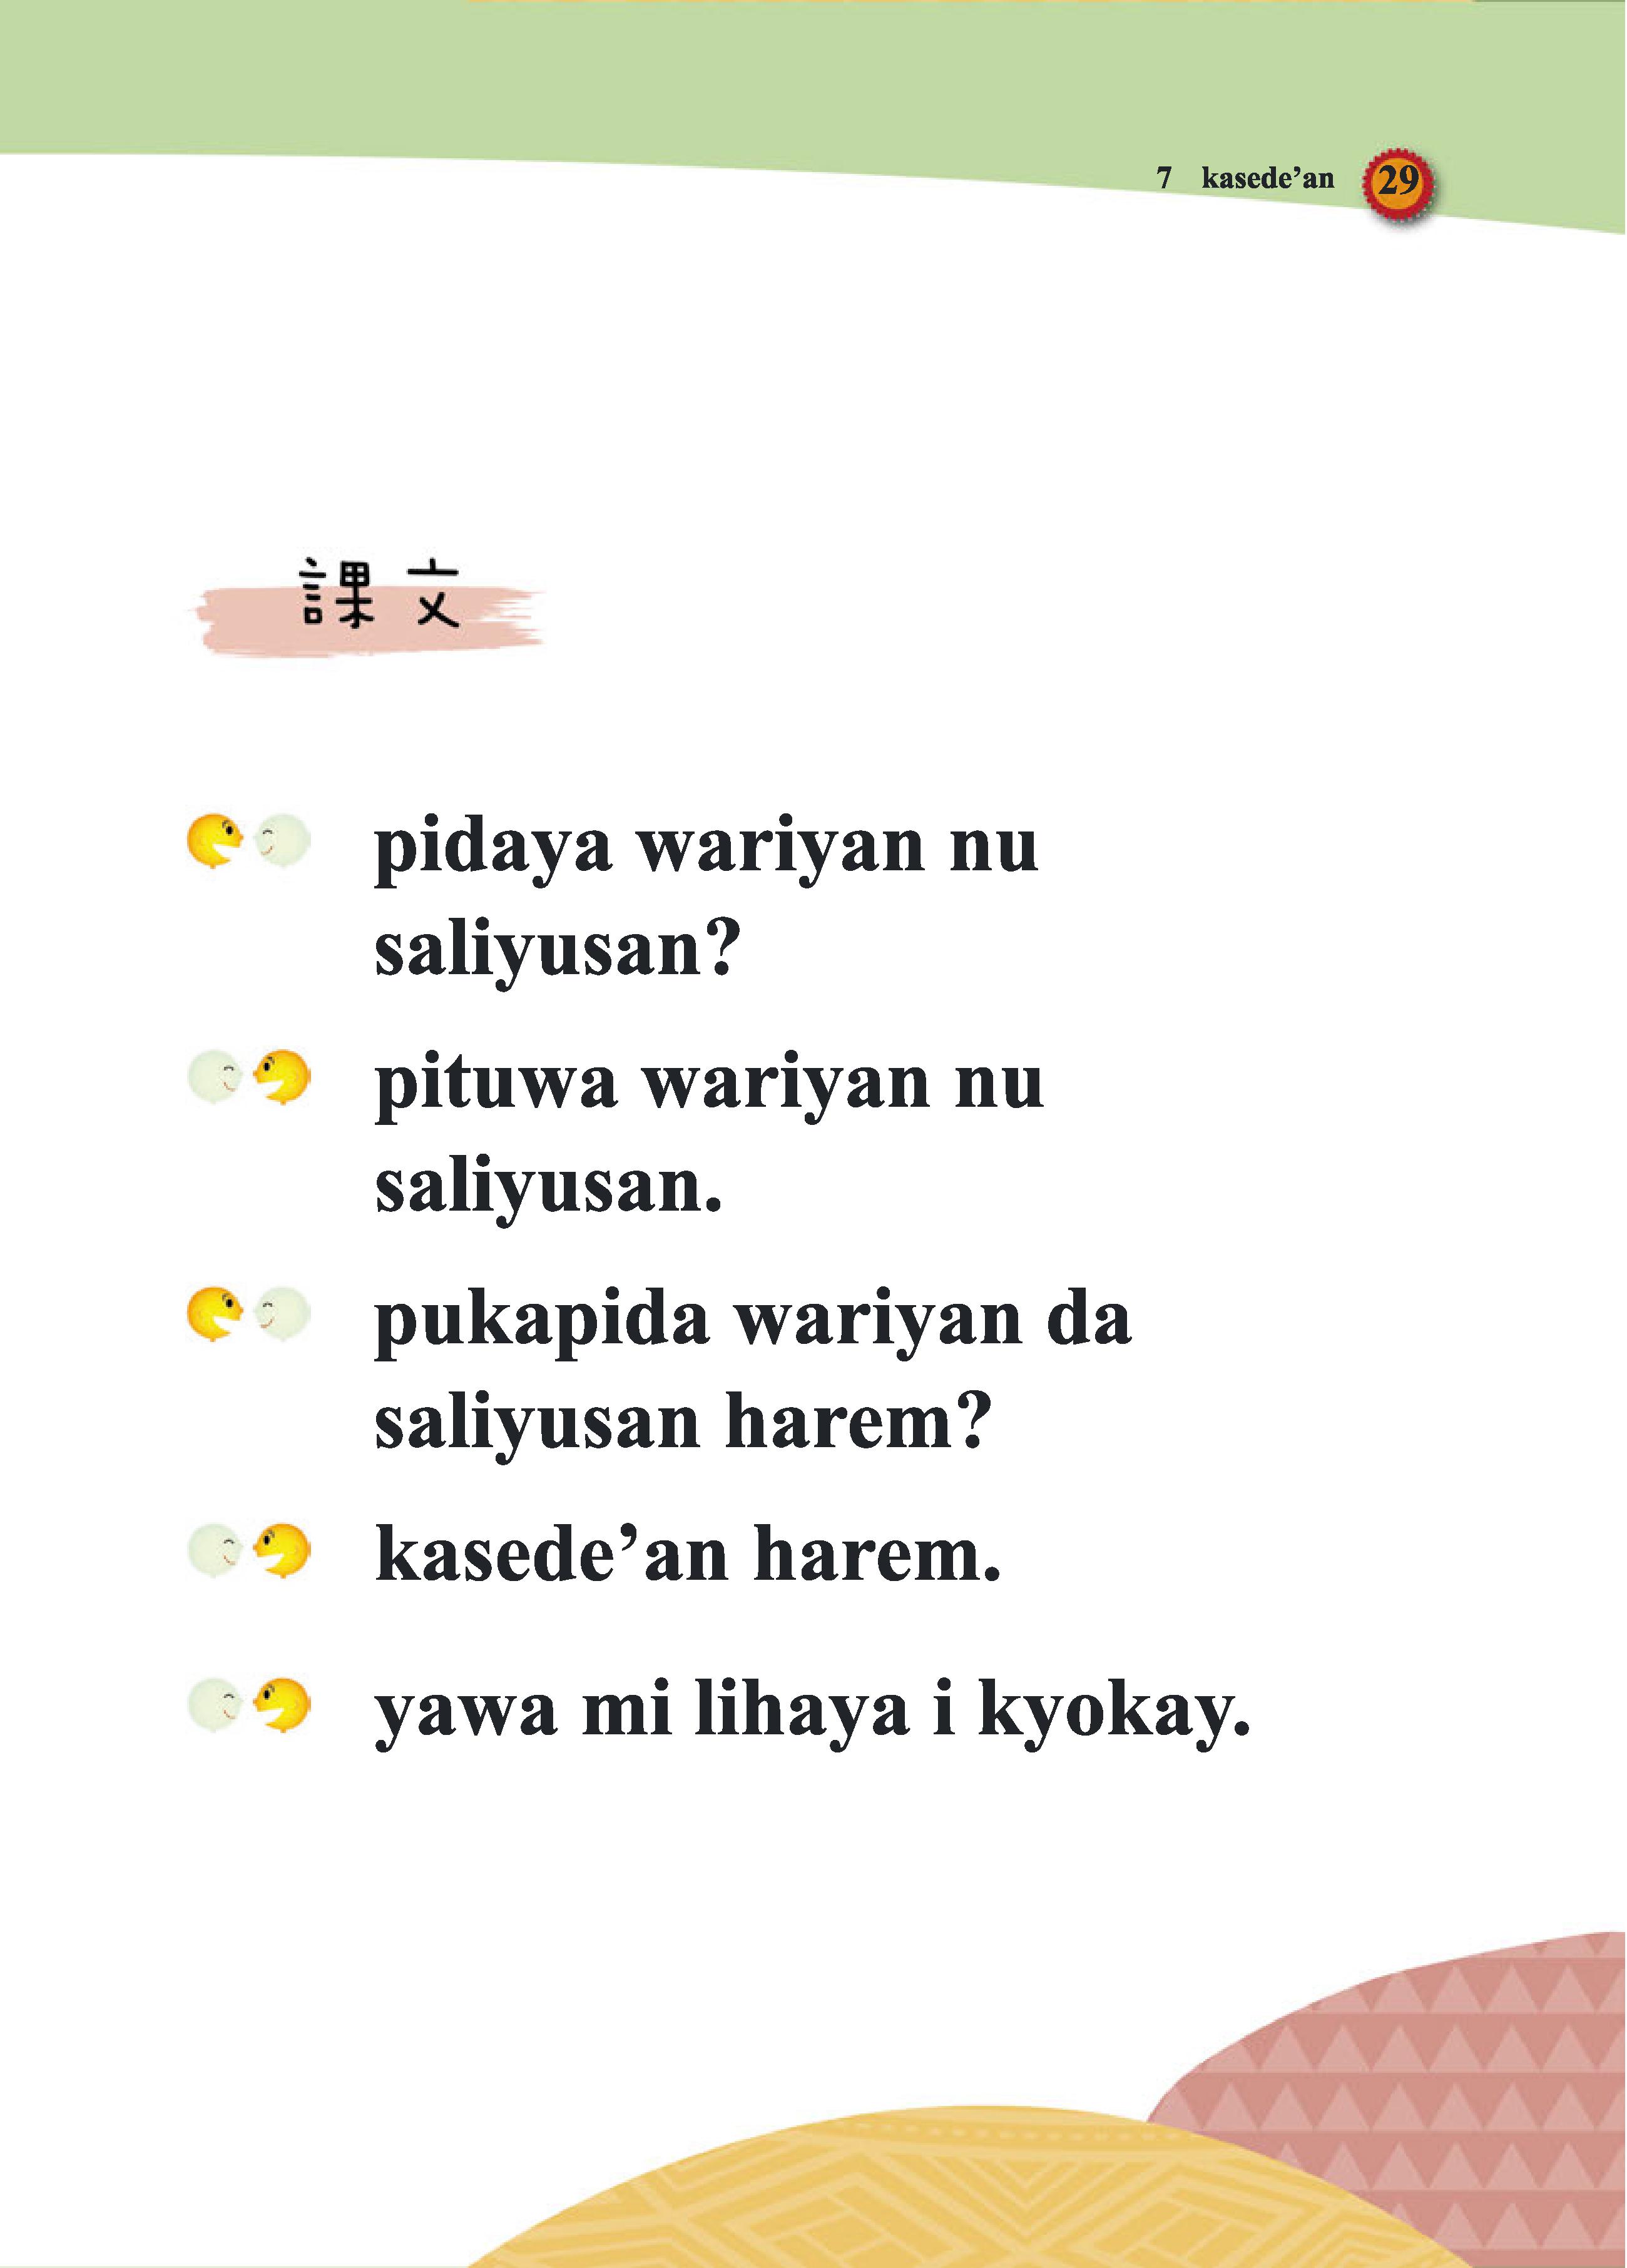 7 kasede’an 29
課文
pidaya wariyan nu
saliyusan?
pituwa wariyan nu
saliyusan.
pukapida wariyan da
saliyusan harem?
kasede’an harem.
yawa mi lihaya i kyokay.